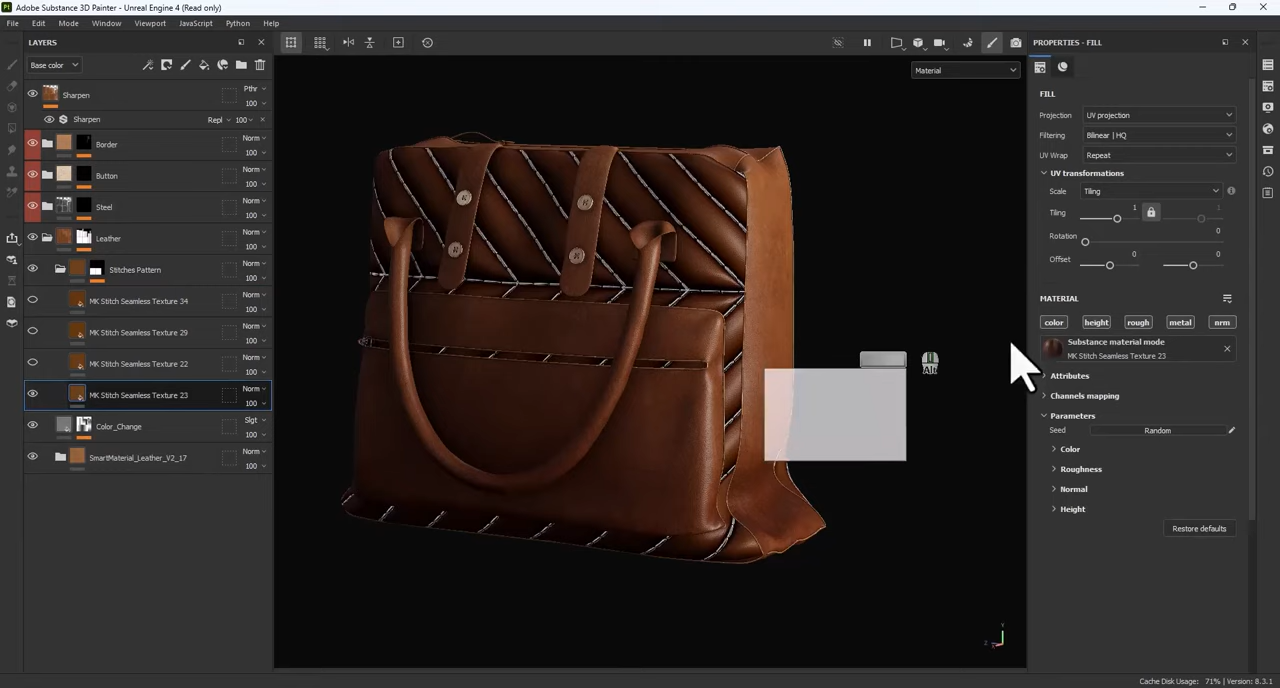 Adobe Substance 3D Painter - Unreal Engine 4 (Read only)
File Edit Mode Window Viewport JavaScript Python Help
LAYERS
Base color
Sharpen Pthr 100
Sharpen Repl 100
Border Norm 100
Button Norm 100
Steel Norm 100
Leather Norm 100
Stitches Pattern Norm 100
MK Stitch Seamless Texture 34 Norm 100
MK Stitch Seamless Texture 29 Norm 100
MK Stitch Seamless Texture 22 Norm 100
MK Stitch Seamless Texture 23 Norm 100
Color_Change Slgt 100
SmartMaterial_Leather_V2_17 Norm 100
Material
Alt
Y
Z
PROPERTIES - FILL
FILL
Projection UV projection
Filtering Bilinear | HQ
UV Wrap Repeat
UV transformations
Scale Tiling
Tiling 1 1
Rotation 0
Offset 0 0
MATERIAL
color height rough metal nrm
Substance material mode
MK Stitch Seamless Texture 23
Attributes
Channels mapping
Parameters
Seed Random
Color
Roughness
Normal
Height
Restore defaults
Cache Disk Usage: 71% | Version: 8.3.1